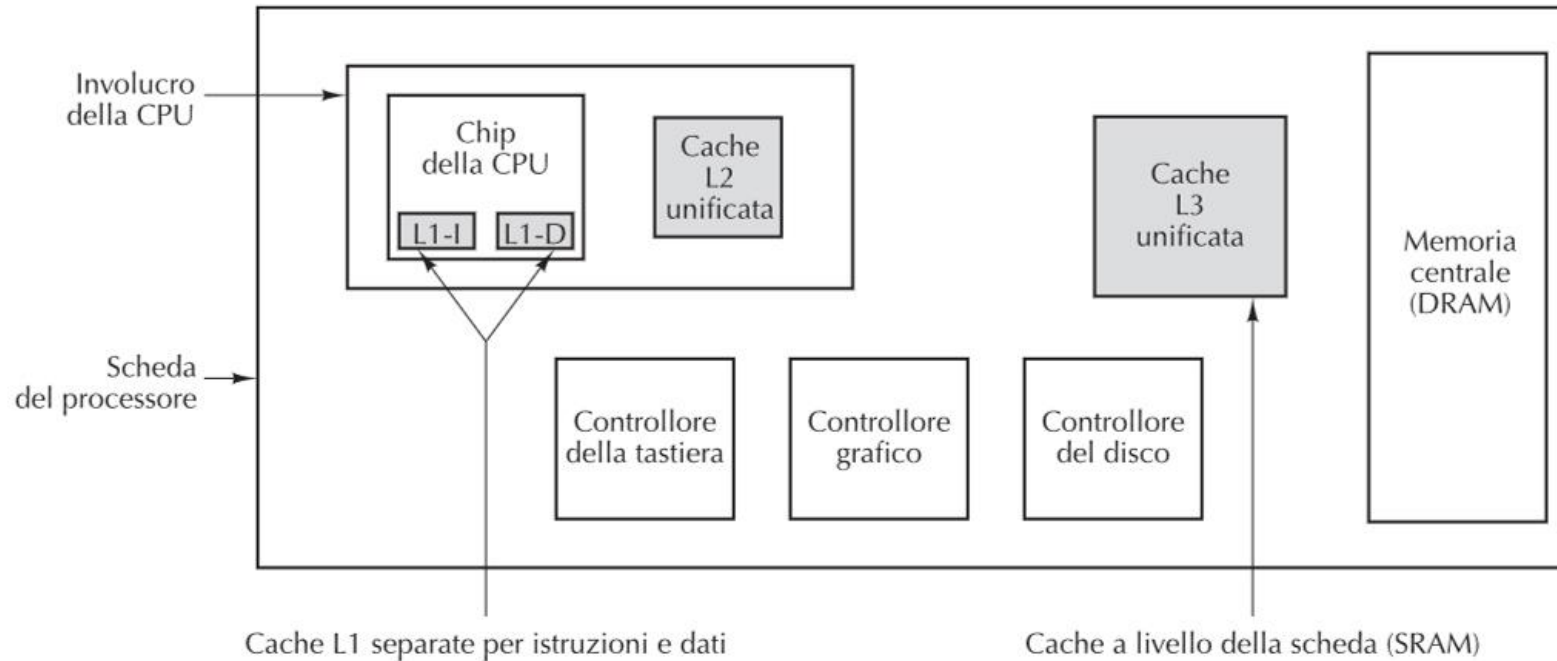 Involucro
della CPU
Chip
della CPU
L1-I
L1-D
Cache
L2
unificata
Cache
L3
unificata
Memoria
centrale
(DRAM)
Scheda
del processore
Controllore
della tastiera
Controllore
grafico
Controllore
del disco
Cache L1 separate per istruzioni e dati
Cache a livello della scheda (SRAM)